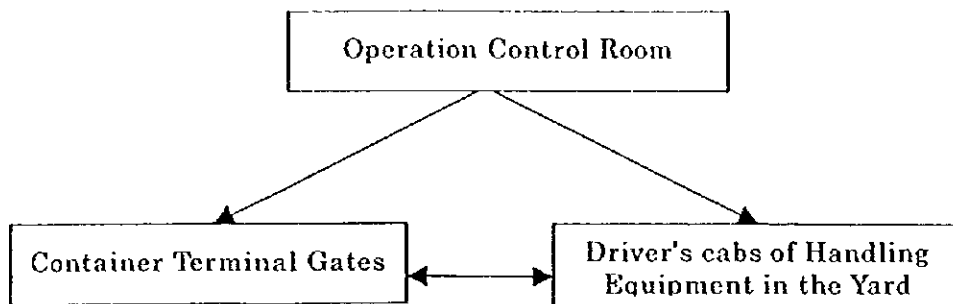 Operation Control Room
Container Terminal Gates
Driver's cabs of Handling
Equipment in the Yard